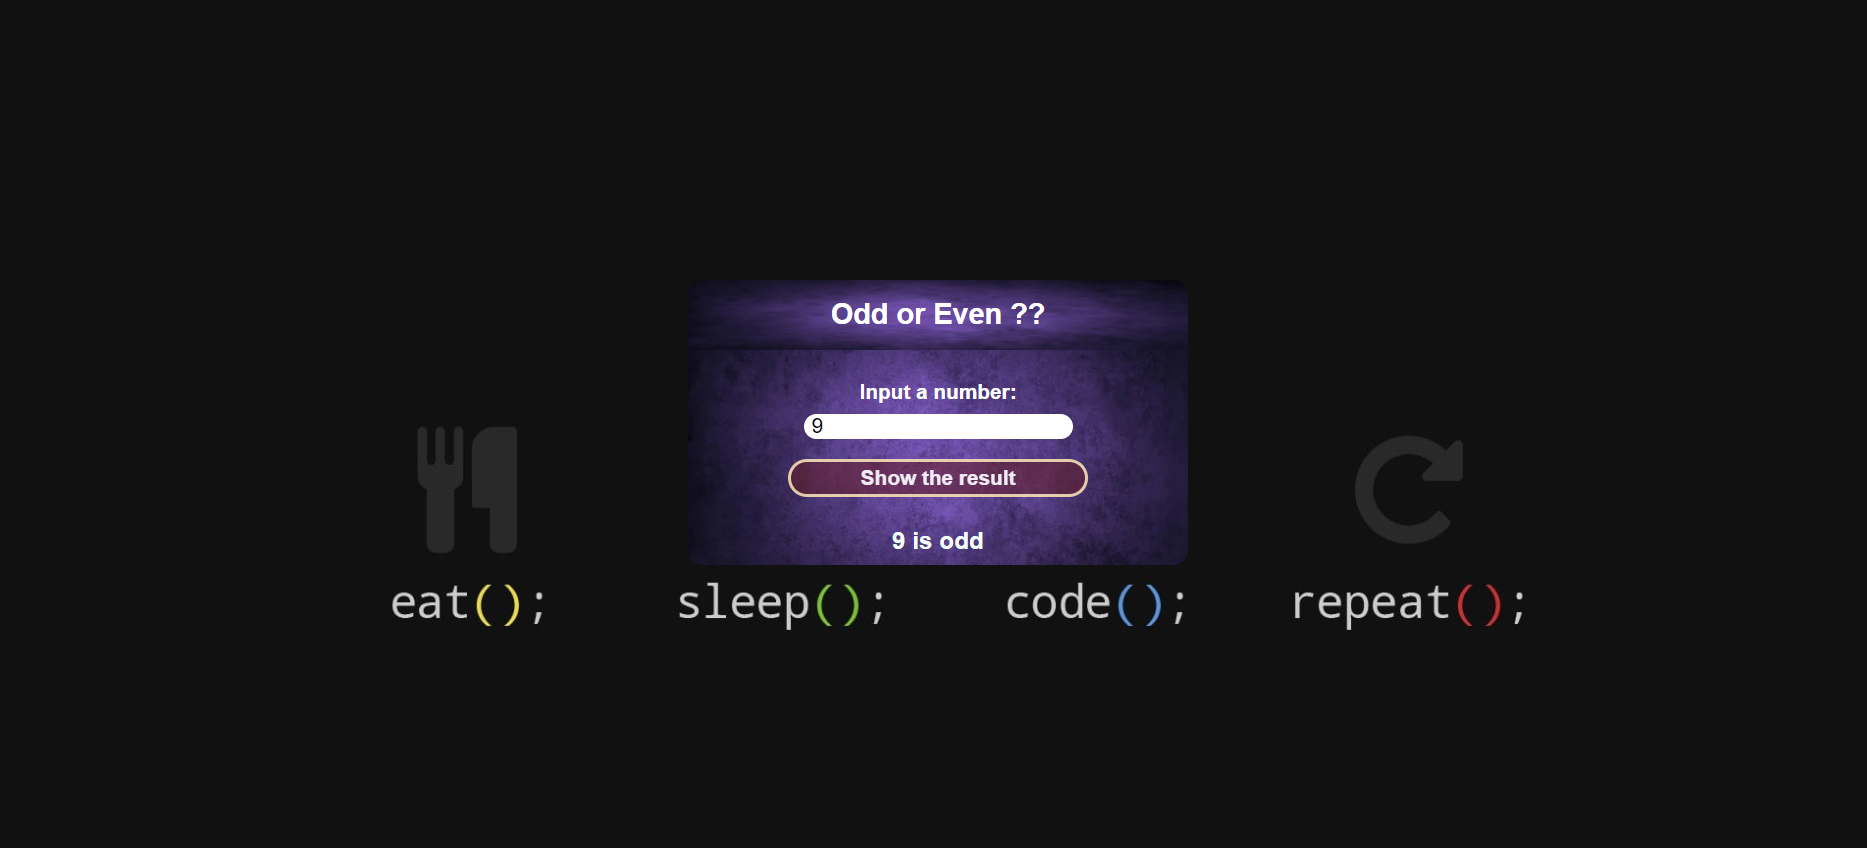 Odd or Even ??
Input a number:
9
Show the result
9 is odd
eat(); sleep(); code(); repeat();